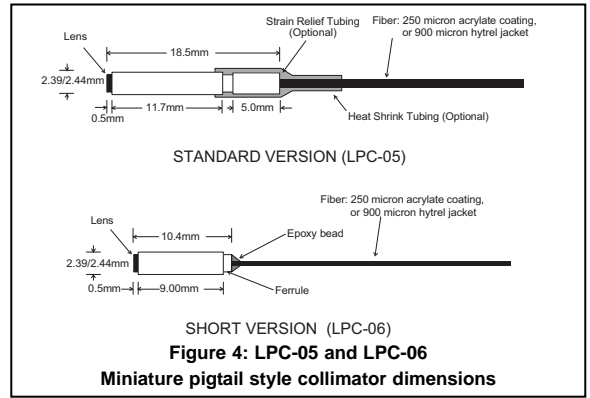 Strain Relief Tubing
(Optional)
Fiber: 250 micron acrylate coating,
or 900 micron hytrel jacket
Lens
18.5mm
2.39/2.44mm
0.5mm
11.7mm
5.0mm
Heat Shrink Tubing (Optional)
STANDARD VERSION (LPC-05)
Fiber: 250 micron acrylate coating,
or 900 micron hytrel jacket
Lens
10.4mm
Epoxy bead
2.39/2.44mm
0.5mm
9.00mm
Ferrule
SHORT VERSION (LPC-06)
Figure 4: LPC-05 and LPC-06
Miniature pigtail style collimator dimensions